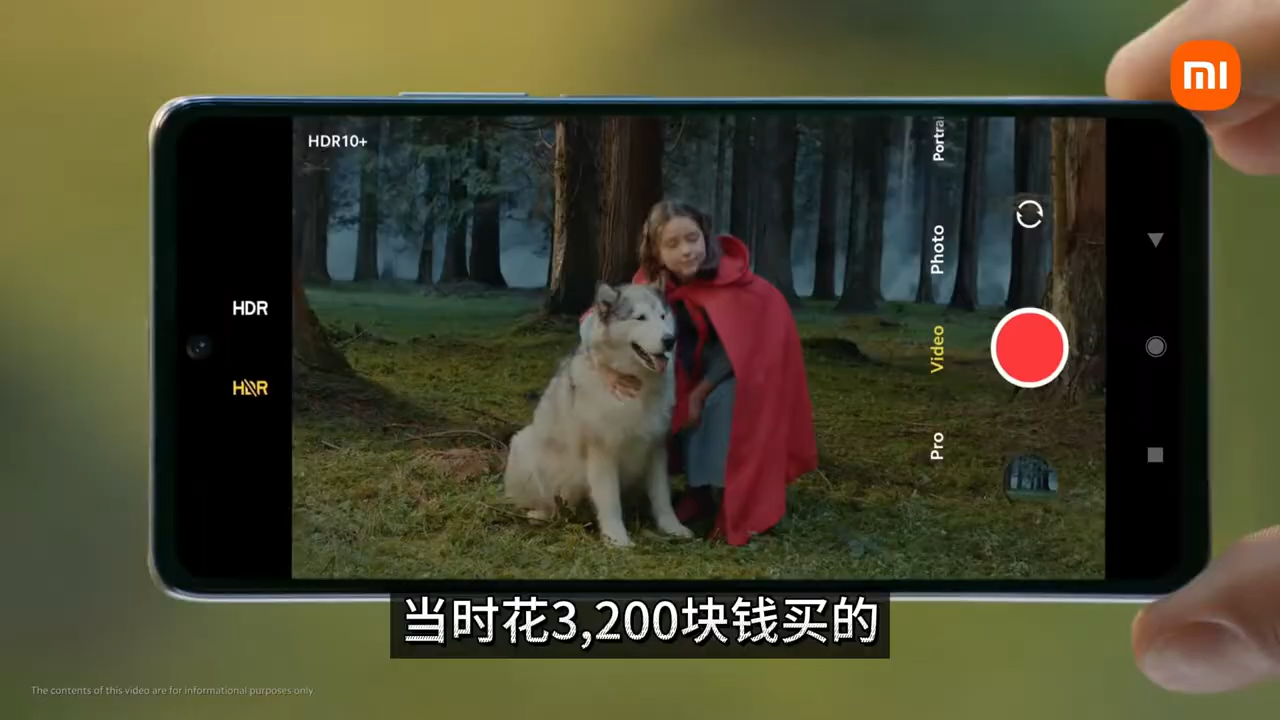 mi
HDR10+
Portrai
Photo
HDR
Video
HDR
Pro
当时花3,200块钱买的
The contents of this video are for informational purposes only.